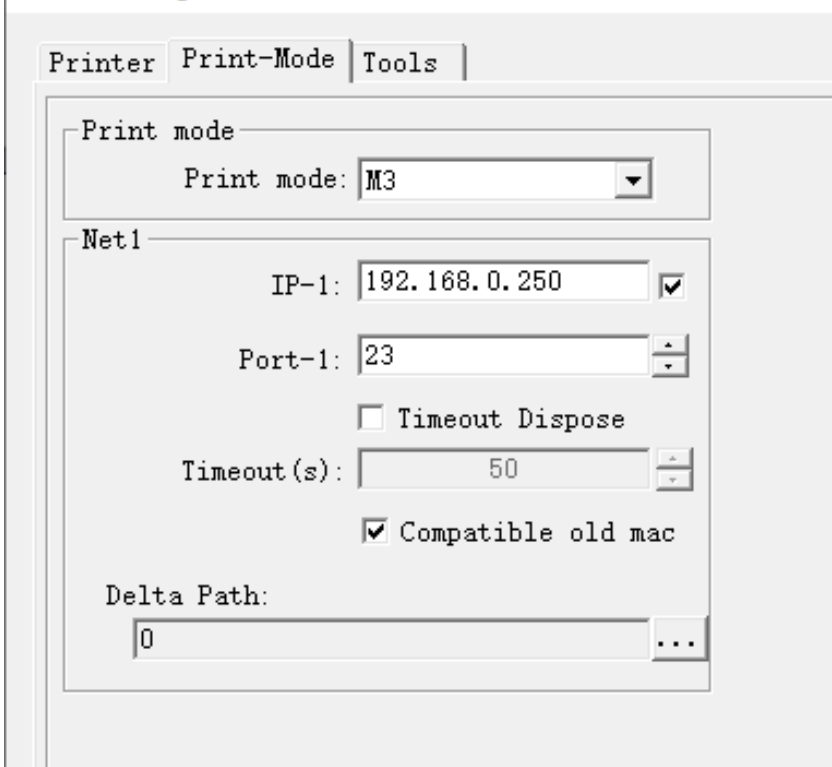 Printer Print-Mode Tools
Print mode
Print mode: M3
Net1
IP-1: 192.168.0.250
Port-1: 23
Timeout Dispose
Timeout(s): 50
Compatible old mac
Delta Path:
0
...